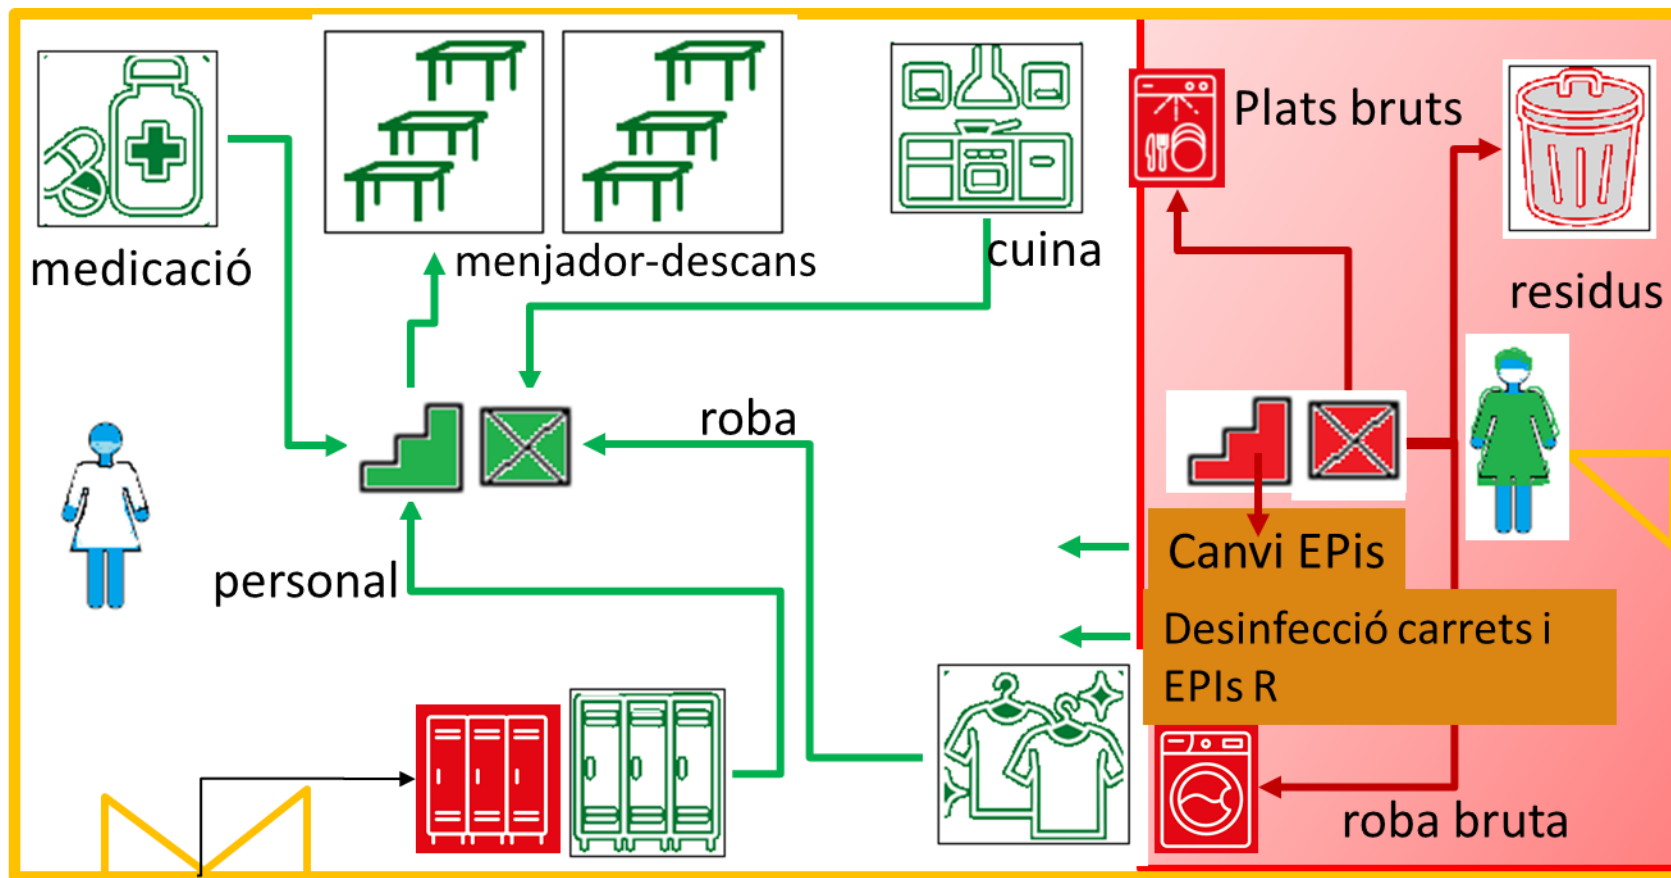 Plats bruts
medicació
menjador-descans
cuina
residus
roba
personal
Canvi EPis
Desinfecció carrets i
EPIs R
roba bruta